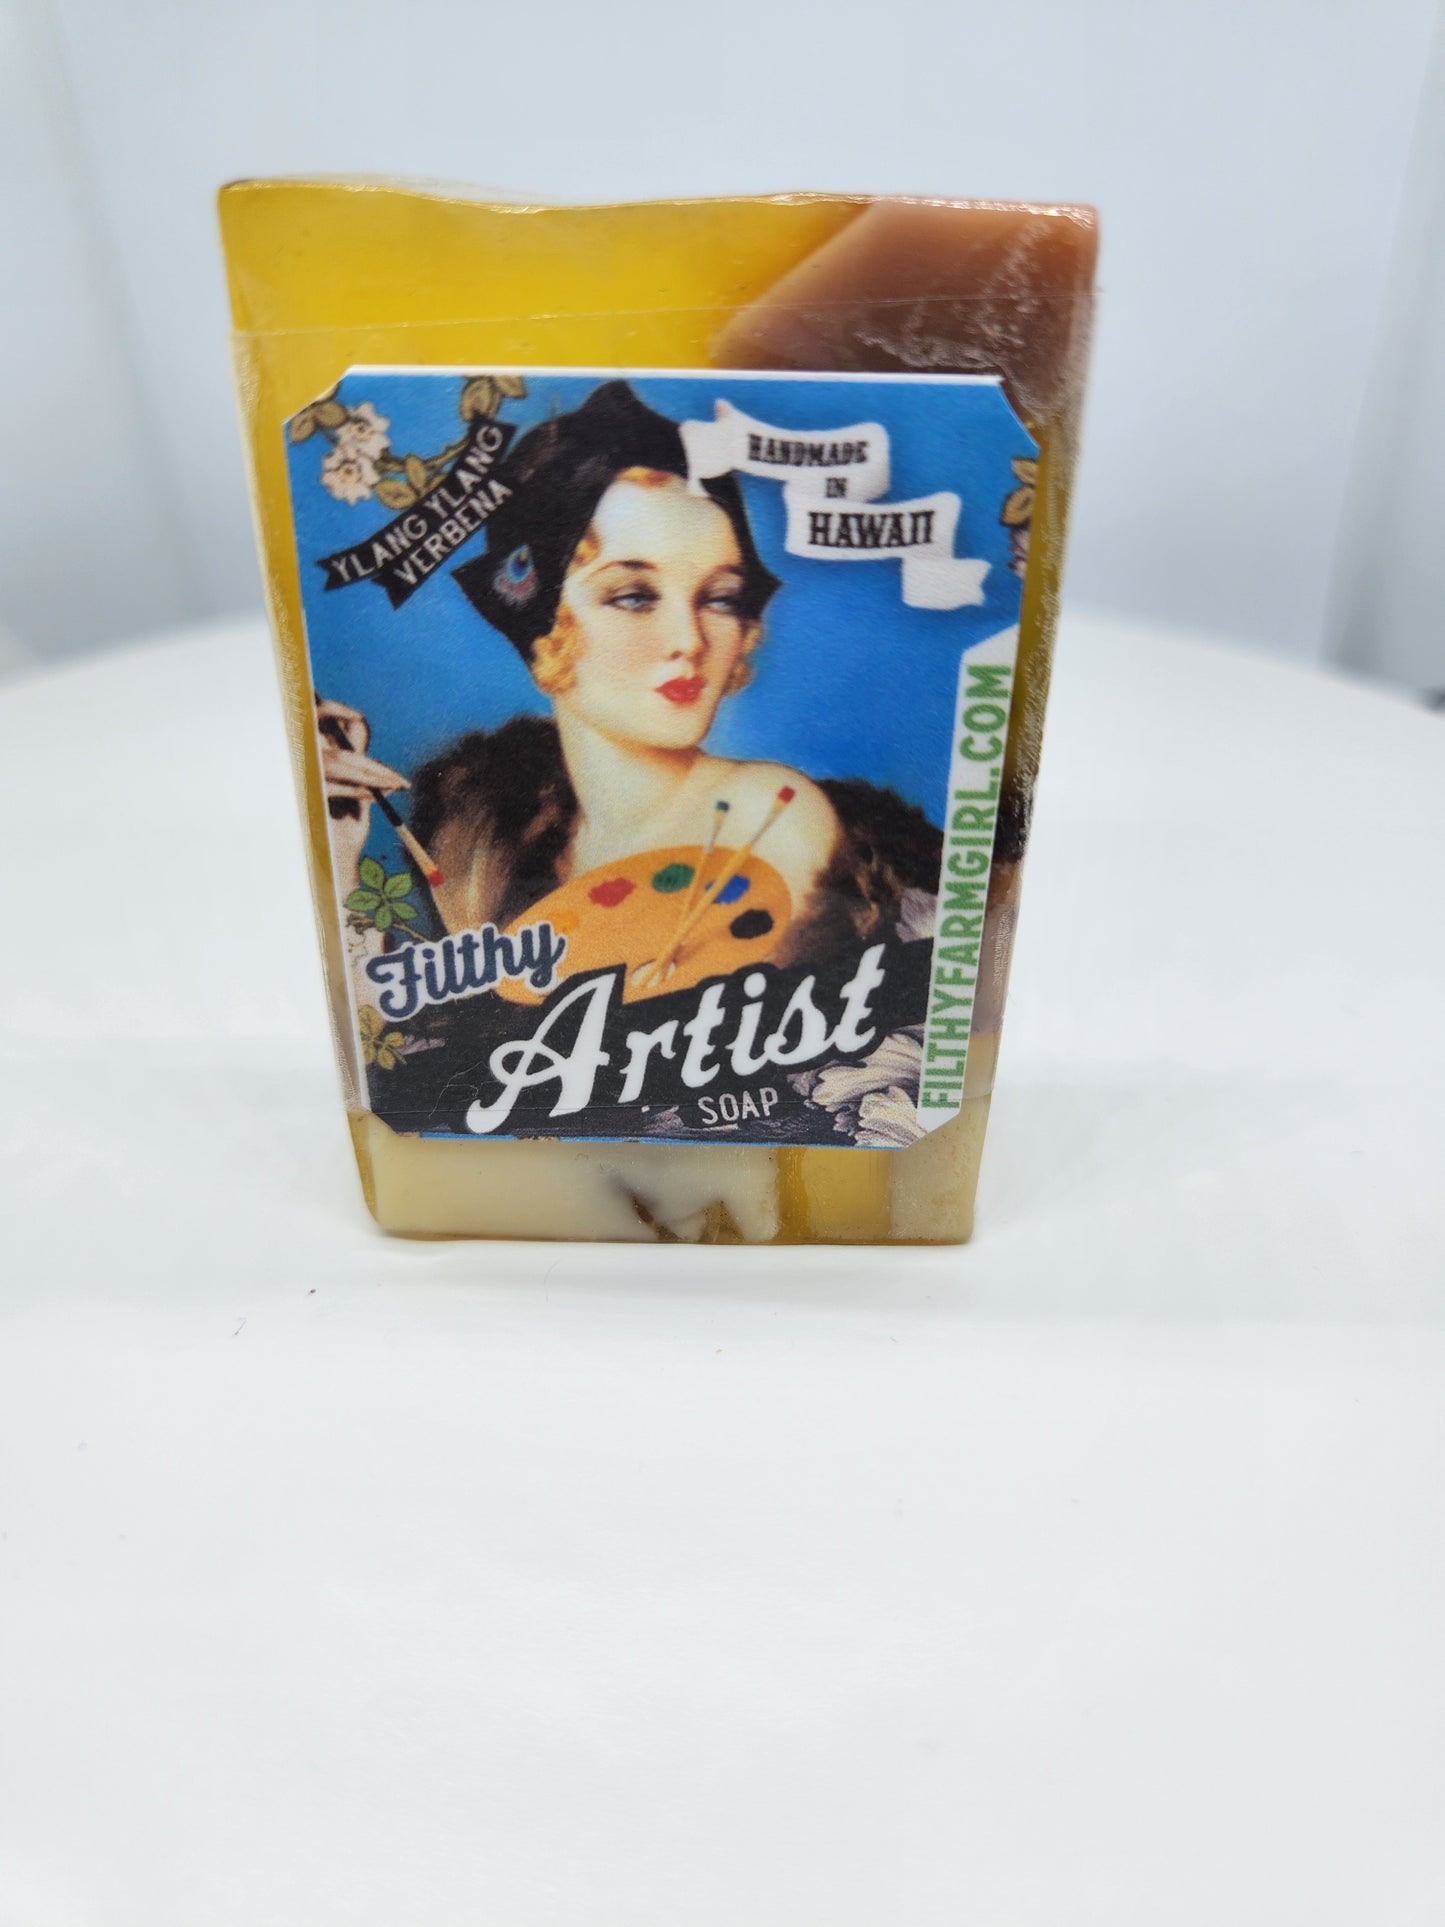 YLANG YLANG
VERBENA
HANDMADE
IN
HAWAII
FILTHYFARMGIRL.COM
Filthy
Artist
SOAP